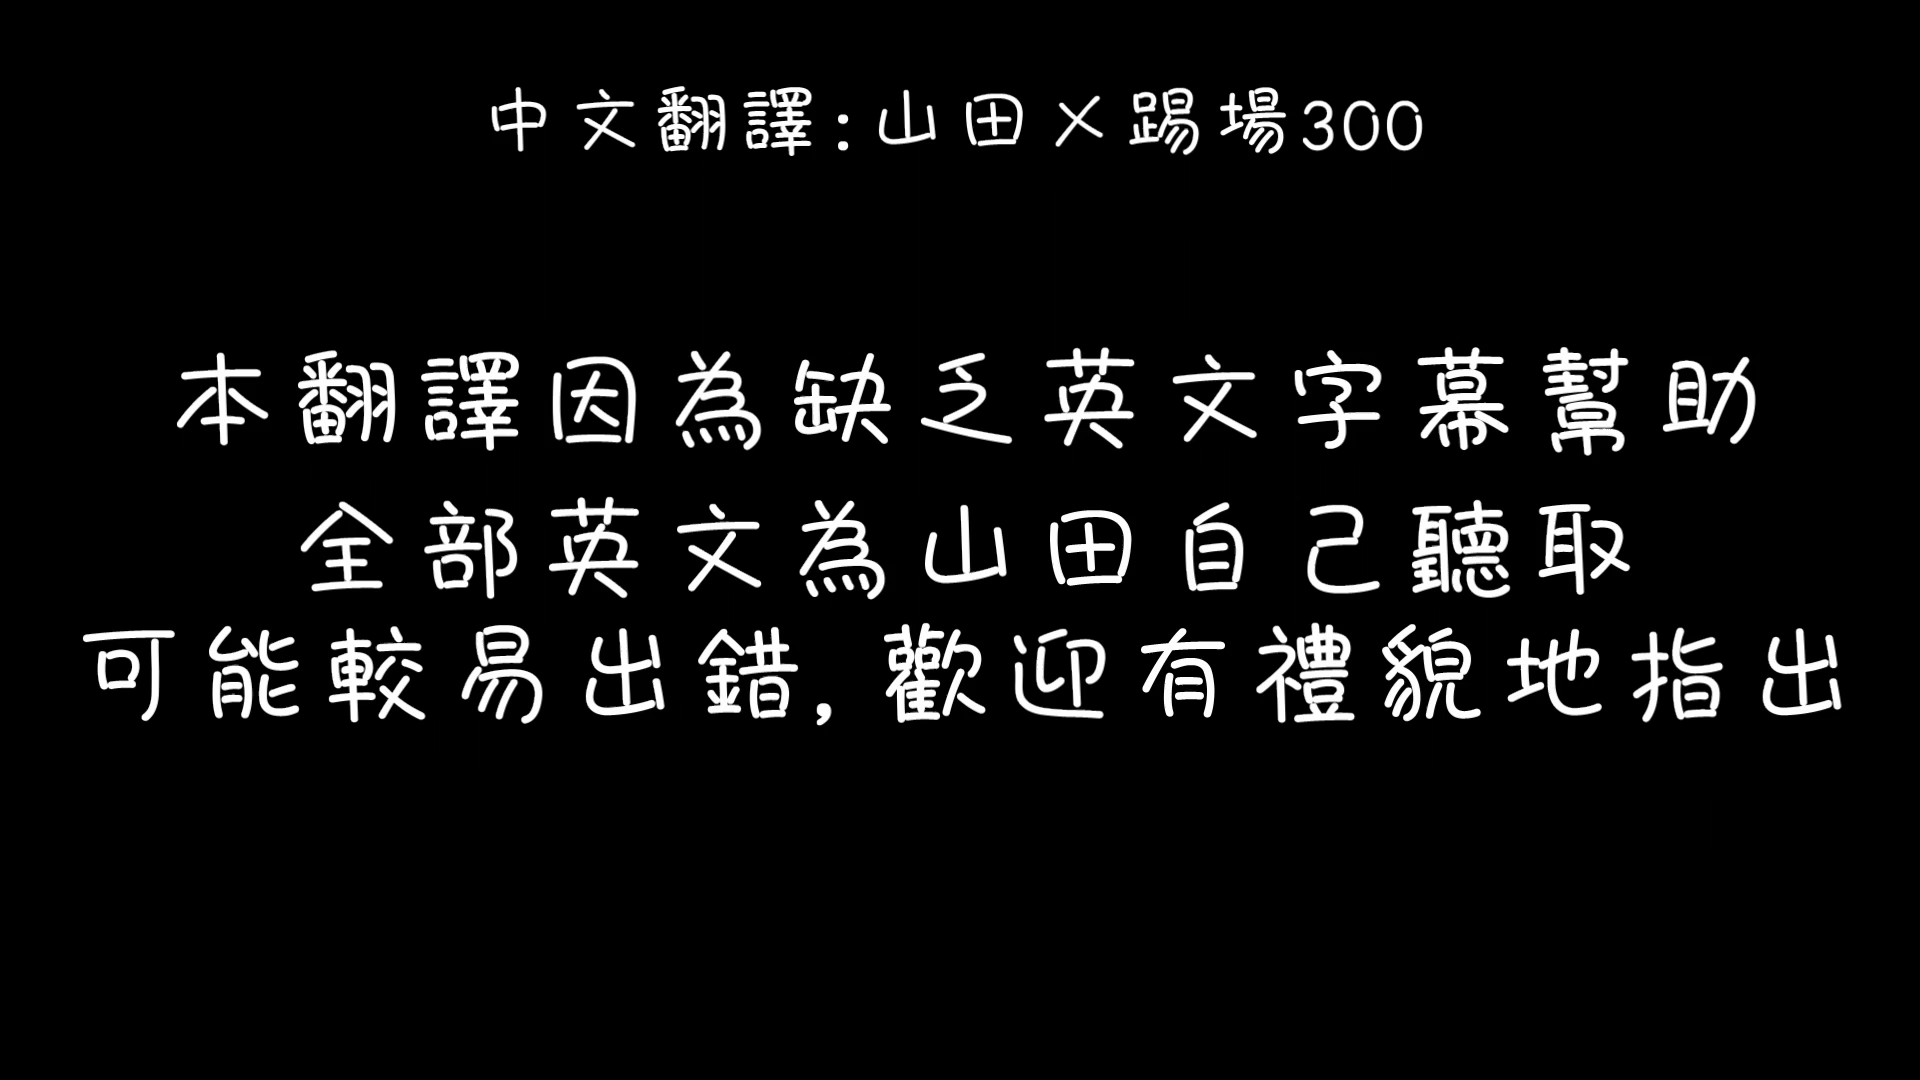 中文翻譯:山田×踢場300
本翻譯因為缺乏英文字幕幫助
全部英文為山田自己聽取
可能較易出錯,歡迎有禮貌地指出